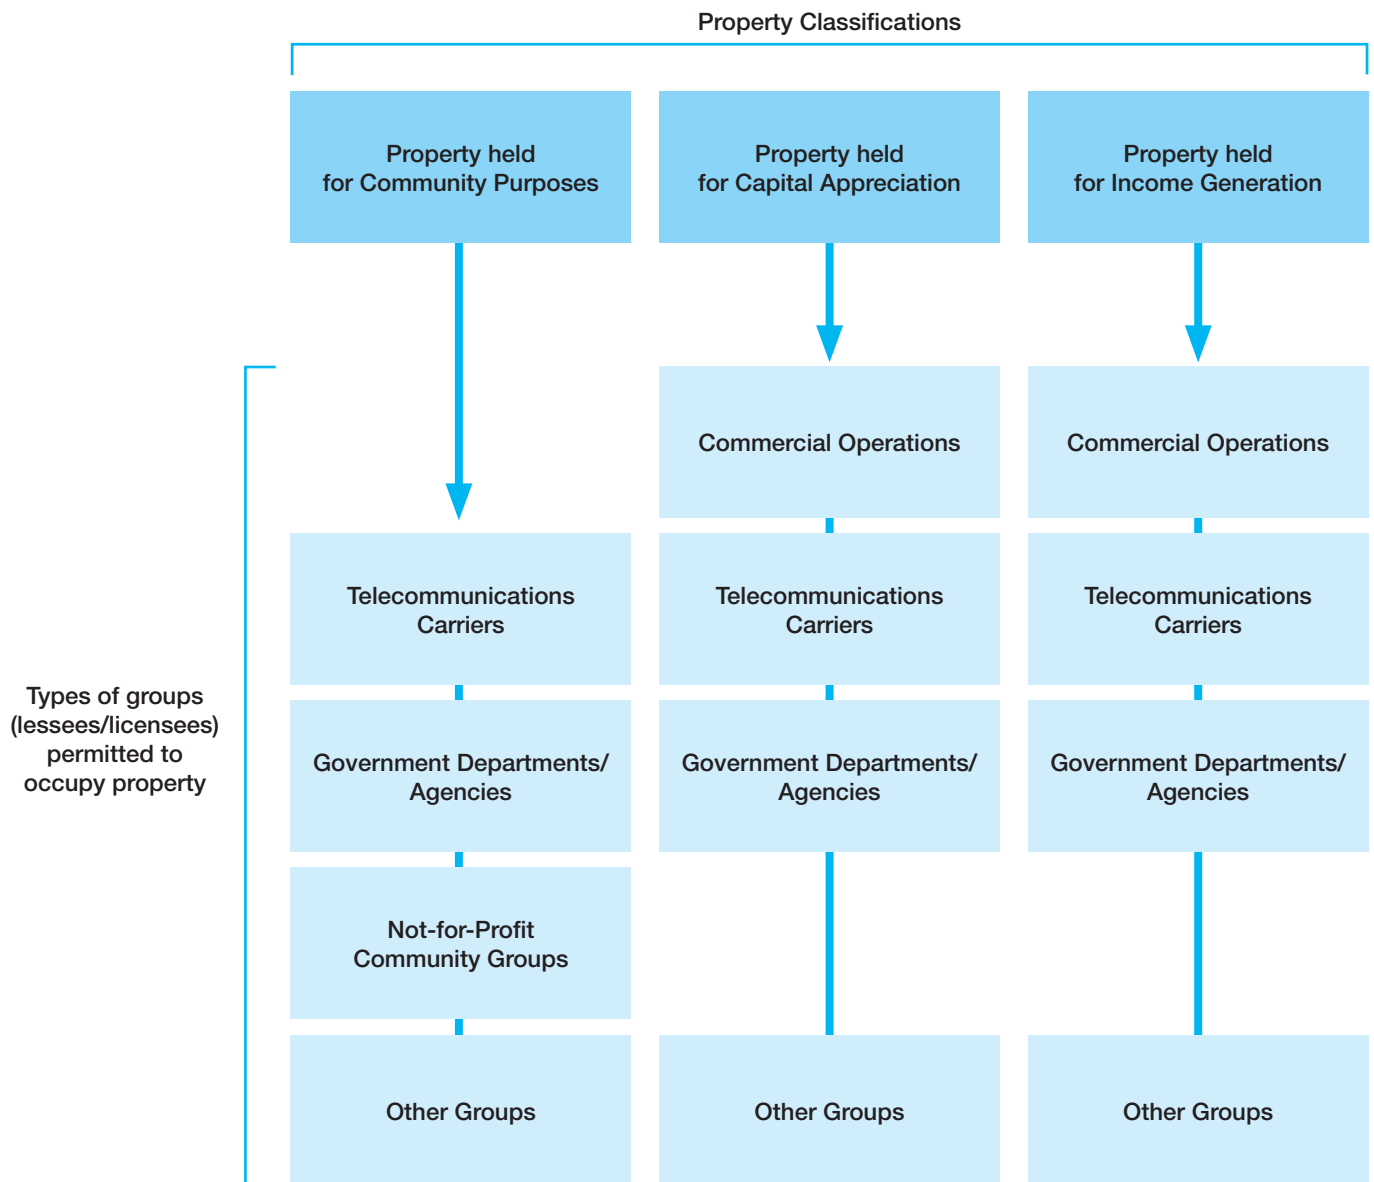 Property Classifications
Property held
for Community Purposes
Property held
for Capital Appreciation
Property held
for Income Generation
Types of groups
(lessees/licensees)
permitted to
occupy property
Commercial Operations
Commercial Operations
Telecommunications
Carriers
Telecommunications
Carriers
Telecommunications
Carriers
Government Departments/
Agencies
Government Departments/
Agencies
Government Departments/
Agencies
Not-for-Profit
Community Groups
Other Groups
Other Groups
Other Groups